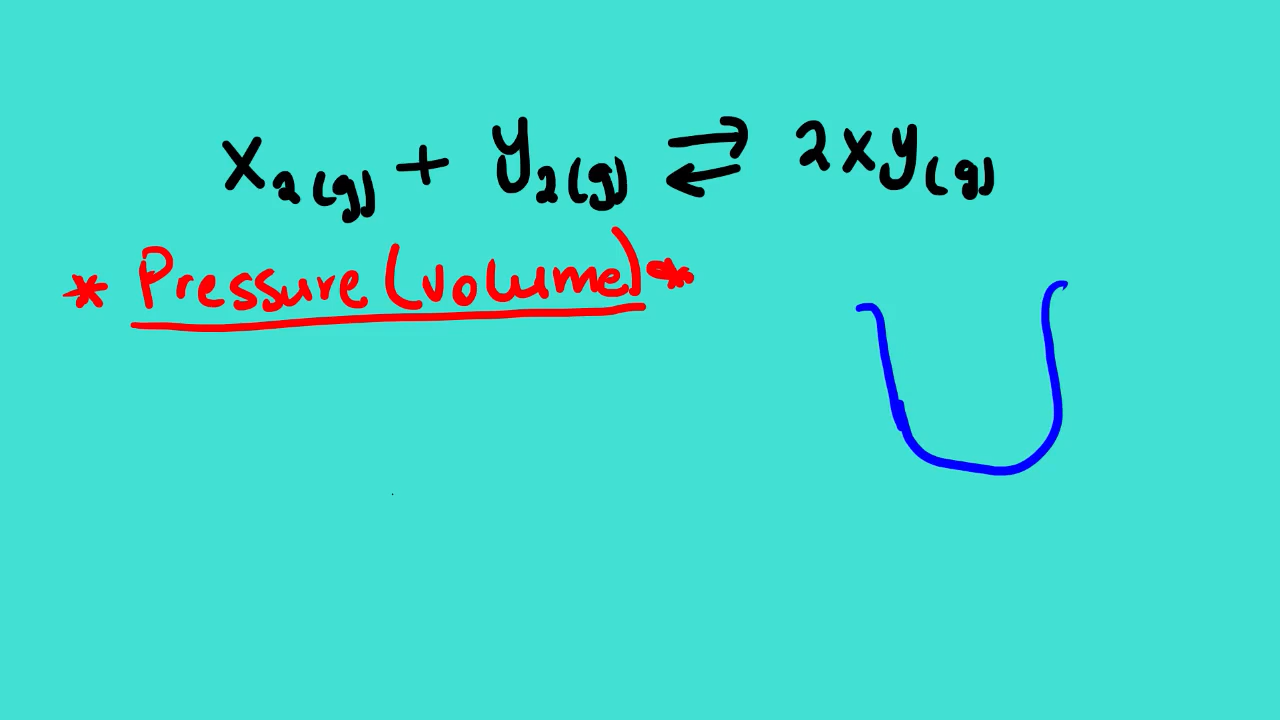 x₂(g) + y₂(g) ⇄ 2xy(g)
* Pressure (volume) *